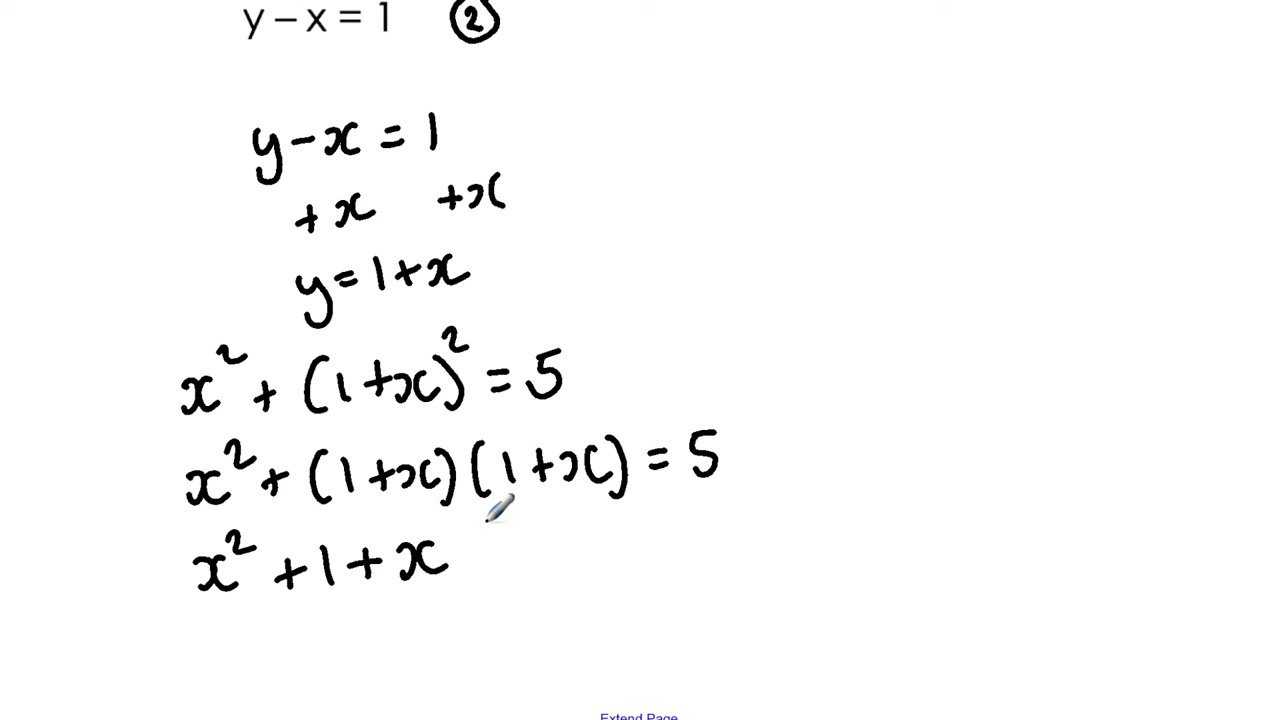 y – x = 1 ②
y - x = 1
+ x + x
y = 1 + x
x² + (1 + x)² = 5
x² + (1 + x)(1 + x) = 5
x² + 1 + x
Extend Page